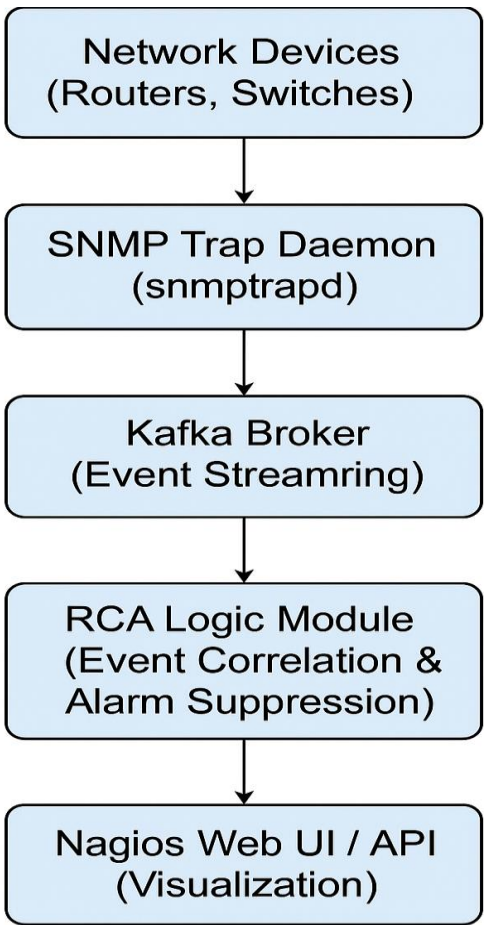 Network Devices
(Routers, Switches)
SNMP Trap Daemon
(snmptrapd)
Kafka Broker
(Event Streamring)
RCA Logic Module
(Event Correlation &
Alarm Suppression)
Nagios Web UI / API
(Visualization)